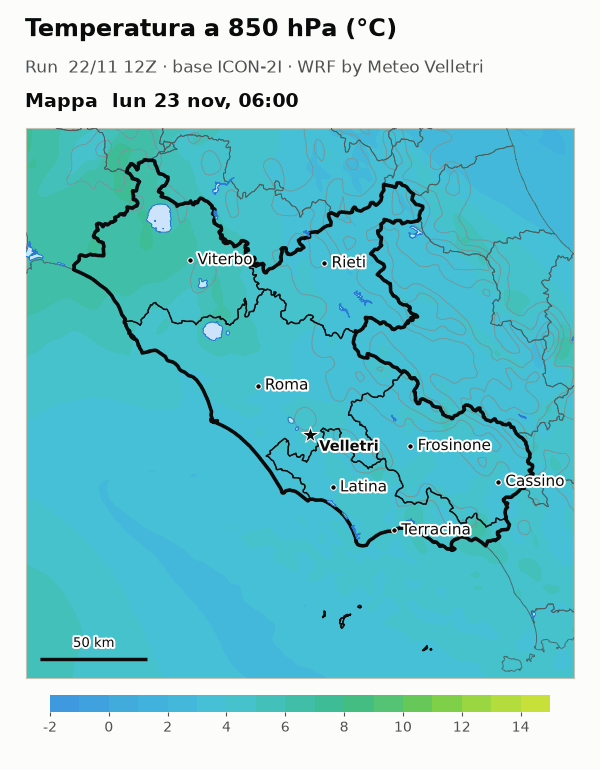 Temperatura a 850 hPa (°C)
Run  22/11 12Z · base ICON-2I · WRF by Meteo Velletri
Mappa  lun 23 nov, 06:00
Viterbo
Rieti
Roma
Velletri
Frosinone
Cassino
Latina
Terracina
50 km
-2 0 2 4 6 8 10 12 14